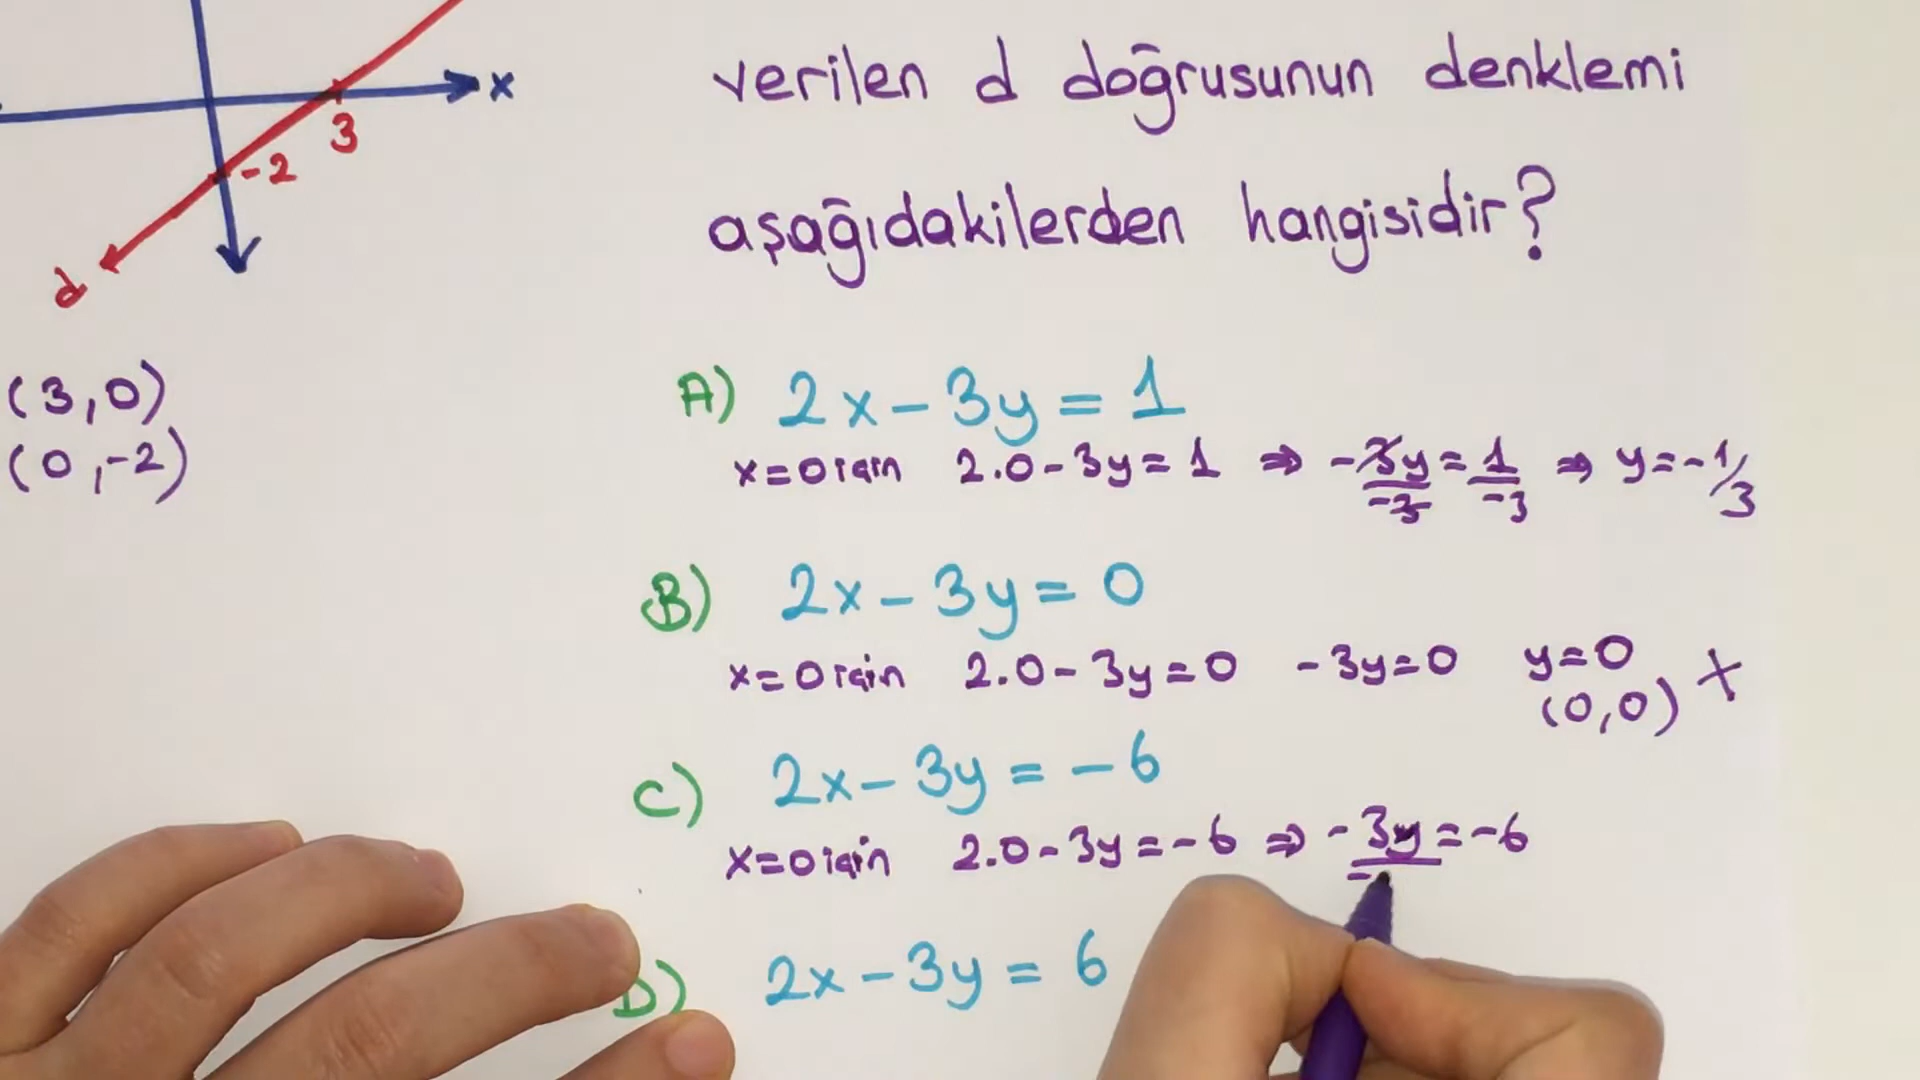 x
3
-2
d
(3,0)
(0,-2)
verilen d doğrusunun denklemi
aşağıdakilerden hangisidir?
A) 2x-3y=1
x=0 için 2.0-3y=1 ⇒ -3y/-3=1/-3 ⇒ y=-1/3
B) 2x-3y=0
x=0 için 2.0-3y=0 -3y=0 y=0
(0,0) x
C) 2x-3y=-6
x=0 için 2.0-3y=-6 ⇒ -3y=-6
-
D) 2x-3y=6